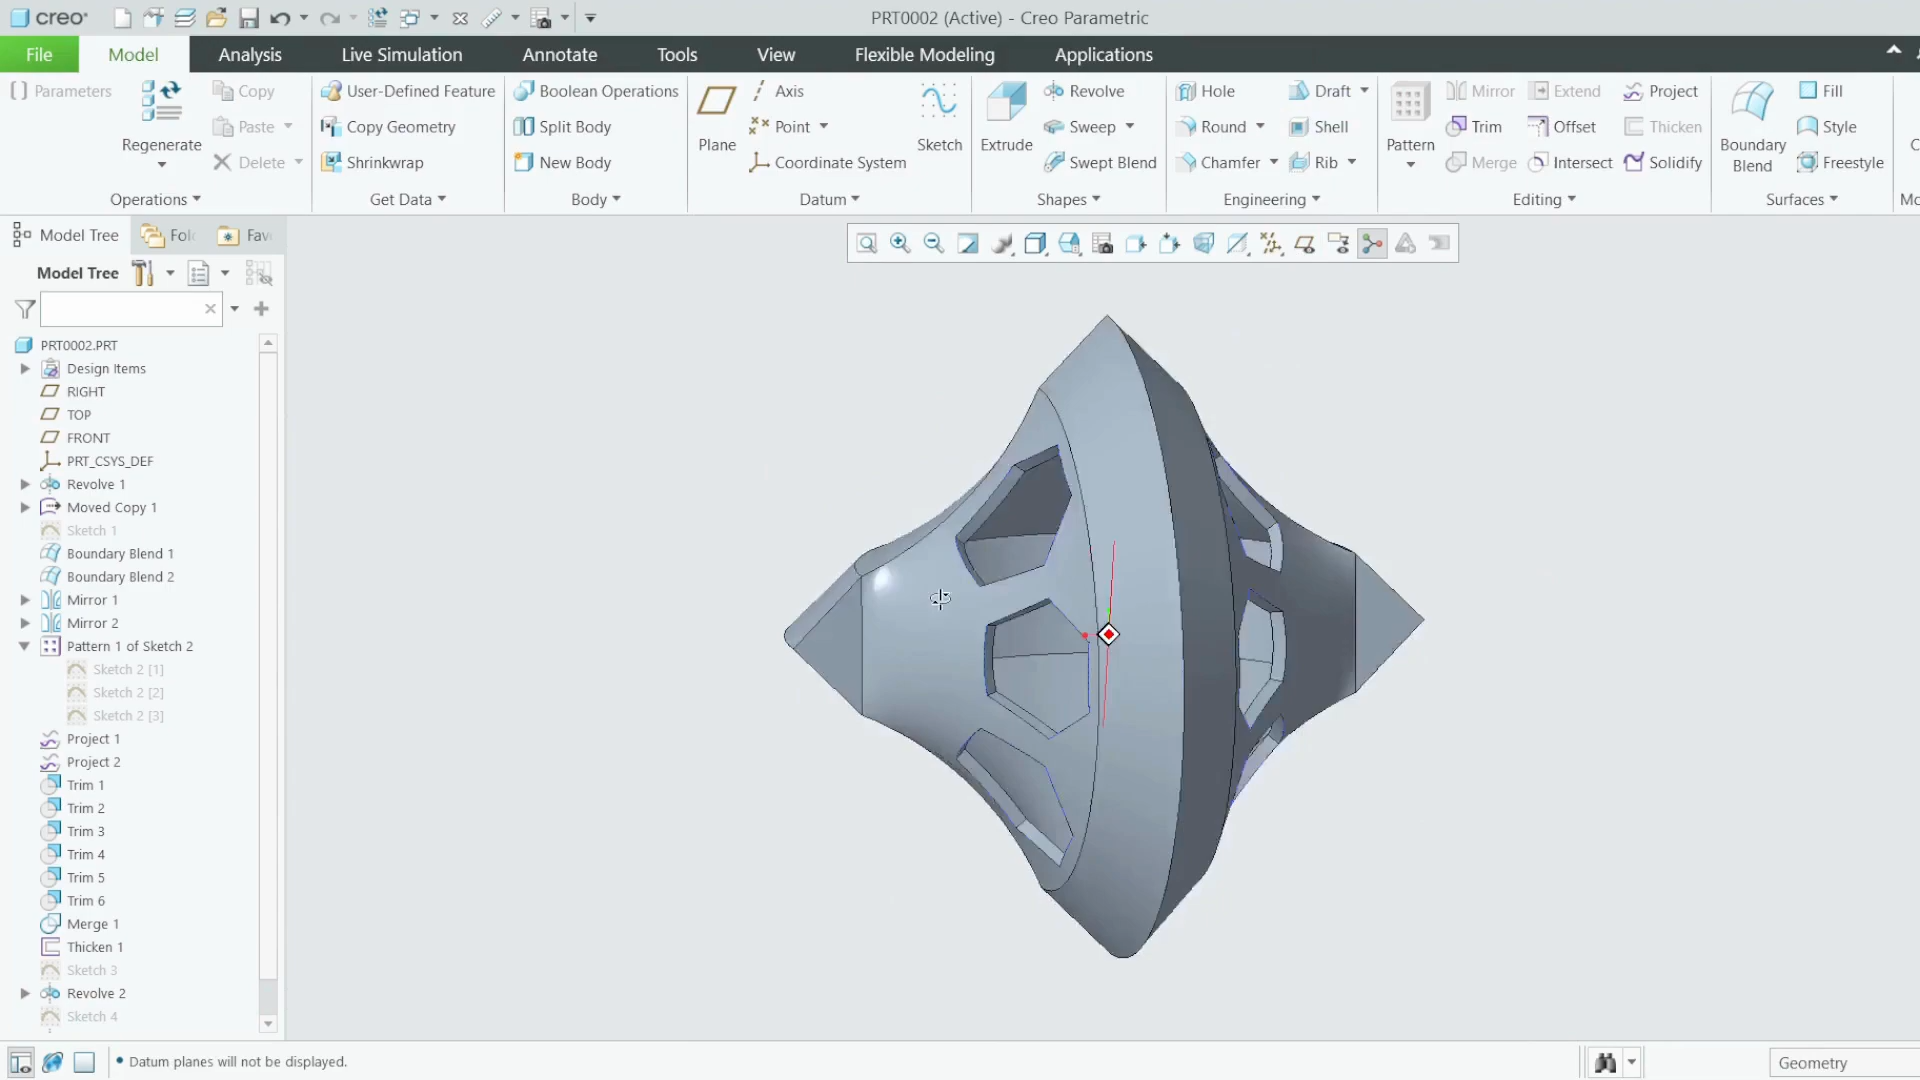 creo PRT0002 (Active) - Creo Parametric
File Model Analysis Live Simulation Annotate Tools View Flexible Modeling Applications
Parameters
Regenerate
Copy
Paste
Delete
Operations
User-Defined Feature
Copy Geometry
Shrinkwrap
Get Data
Boolean Operations
Split Body
New Body
Body
Plane
Axis
Point
Coordinate System
Sketch
Datum
Extrude
Revolve
Sweep
Swept Blend
Shapes
Hole
Round
Chamfer
Draft
Shell
Rib
Engineering
Pattern
Mirror
Trim
Merge
Extend
Offset
Intersect
Project
Thicken
Solidify
Editing
Boundary
Blend
Fill
Style
Freestyle
Surfaces
Model Tree Fol Fav
Model Tree
PRT0002.PRT
Design Items
RIGHT
TOP
FRONT
PRT_CSYS_DEF
Revolve 1
Moved Copy 1
Sketch 1
Boundary Blend 1
Boundary Blend 2
Mirror 1
Mirror 2
Pattern 1 of Sketch 2
Sketch 2 [1]
Sketch 2 [2]
Sketch 2 [3]
Project 1
Project 2
Trim 1
Trim 2
Trim 3
Trim 4
Trim 5
Trim 6
Merge 1
Thicken 1
Sketch 3
Revolve 2
Sketch 4
• Datum planes will not be displayed.
Geometry